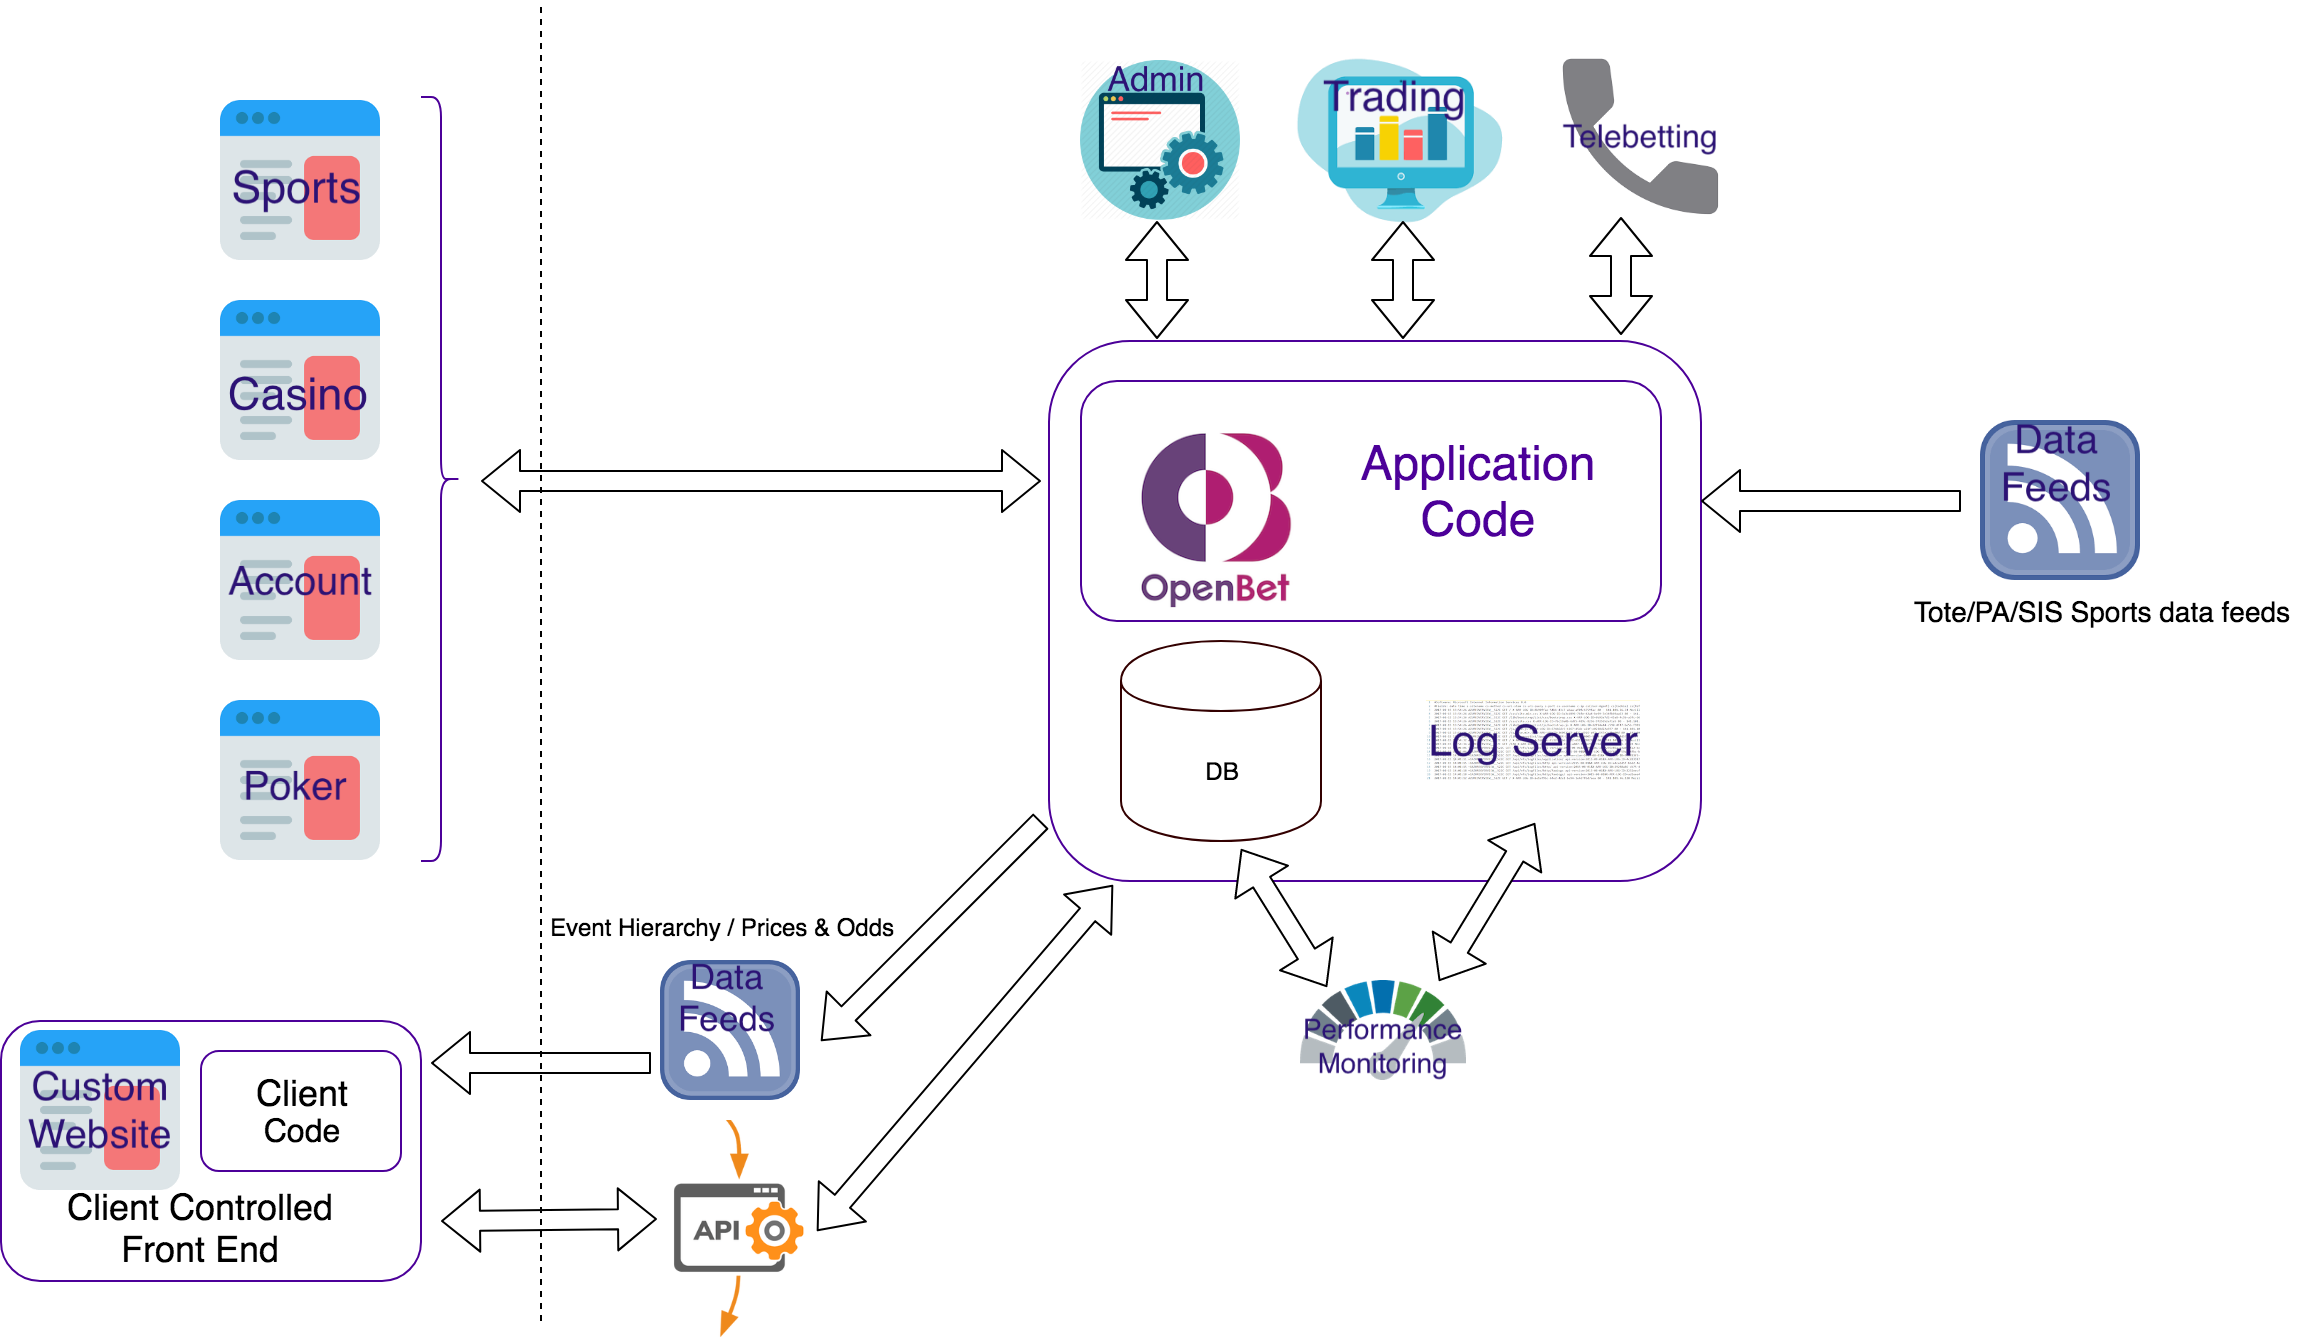 Admin
Trading
Telebetting
Sports
Casino
Account
Poker
Application
Code
OpenBet
Data
Feeds
Tote/PA/SIS Sports data feeds
DB
Log Server
Event Hierarchy / Prices & Odds
Data
Feeds
Performance
Monitoring
Custom
Website
Client
Code
Client Controlled
Front End
API